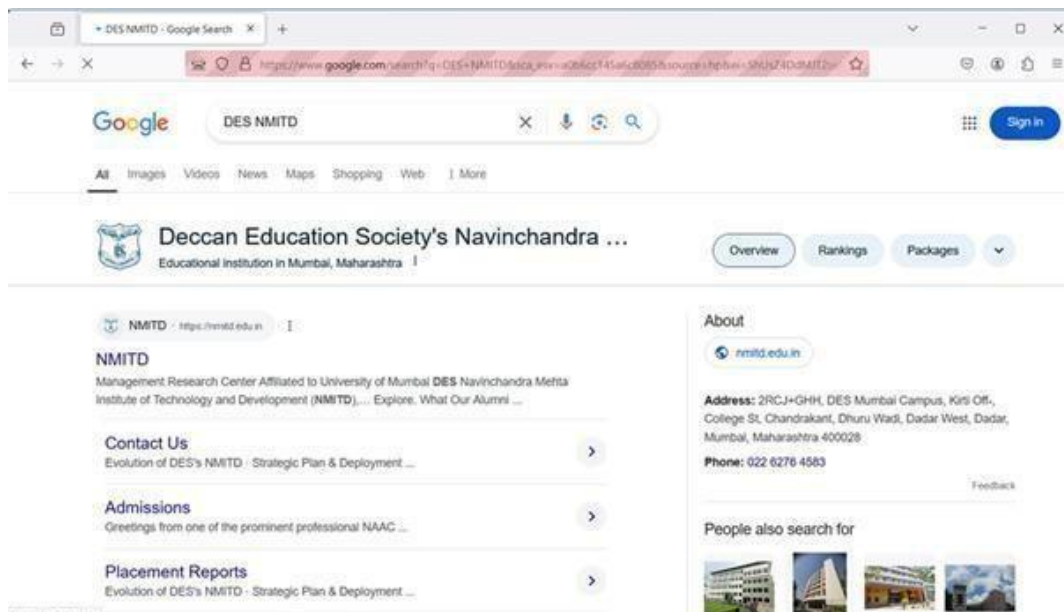 DES NMITD - Google Search
Google
DES NMITD
Sign in
All Images Videos News Maps Shopping Web More
Deccan Education Society's Navinchandra ...
Educational institution in Mumbai, Maharashtra
Overview Rankings Packages
NMITD · https://nmitd.edu.in
NMITD
Management Research Center Affiliated to University of Mumbai DES Navinchandra Mehta
Institute of Technology and Development (NMITD),... Explore. What Our Alumni ...
Contact Us
Evolution of DES's NMITD · Strategic Plan & Deployment ...
Admissions
Greetings from one of the prominent professional NAAC ...
Placement Reports
Evolution of DES's NMITD · Strategic Plan & Deployment ...
About
nmitd.edu.in
Address: 2RCJ+GHH, DES Mumbai Campus, Kirti Off-,
College St, Chandrakant, Dhuru Wadi, Dadar West, Dadar,
Mumbai, Maharashtra 400028
Phone: 022 6276 4583
Feedback
People also search for